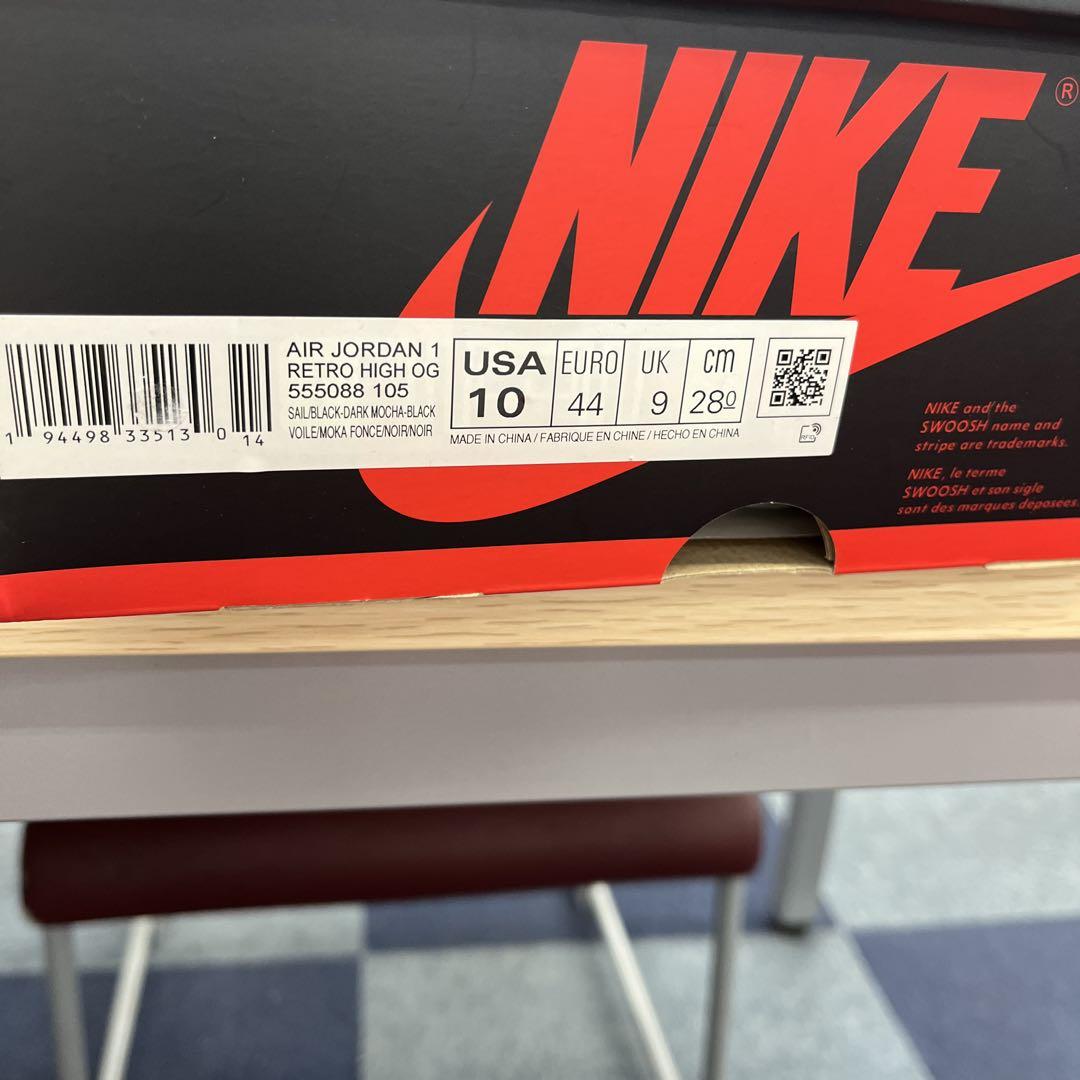 NIKE®
AIR JORDAN 1
RETRO HIGH OG
555088 105
SAIL/BLACK-DARK MOCHA-BLACK
VOILE/MOKA FONCE/NOIR/NOIR
1 94498 33513 0 14
USA EURO UK cm
10 44 9 280
MADE IN CHINA / FABRIQUE EN CHINE / HECHO EN CHINA
RFID
NIKE and the
SWOOSH name and
stripe are trademarks.
NIKE, le terme
SWOOSH et son sigle
sont des marques deposees.